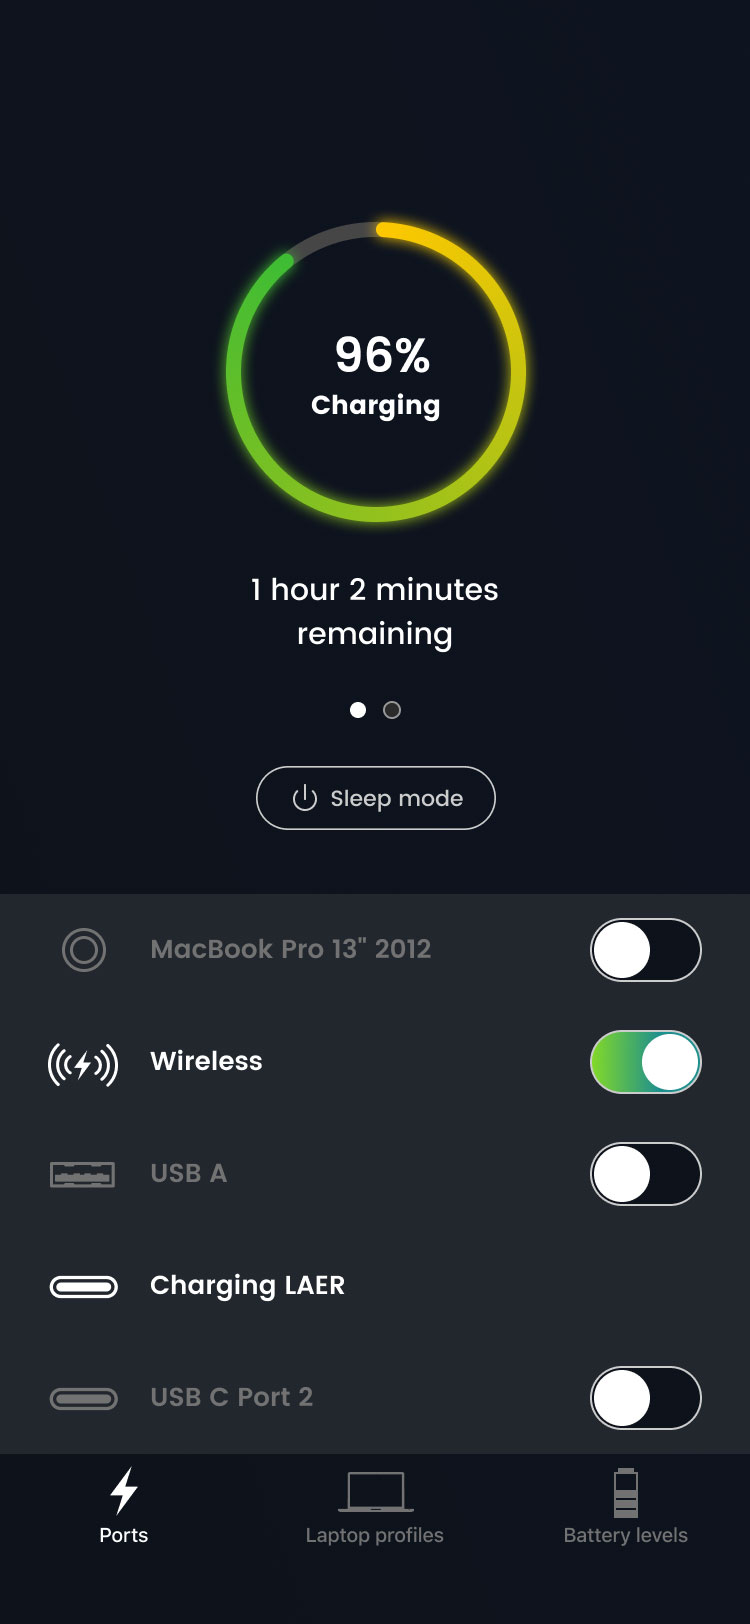 96%
Charging
1 hour 2 minutes
remaining
Sleep mode
MacBook Pro 13" 2012
Wireless
USB A
Charging LAER
USB C Port 2
Ports
Laptop profiles
Battery levels